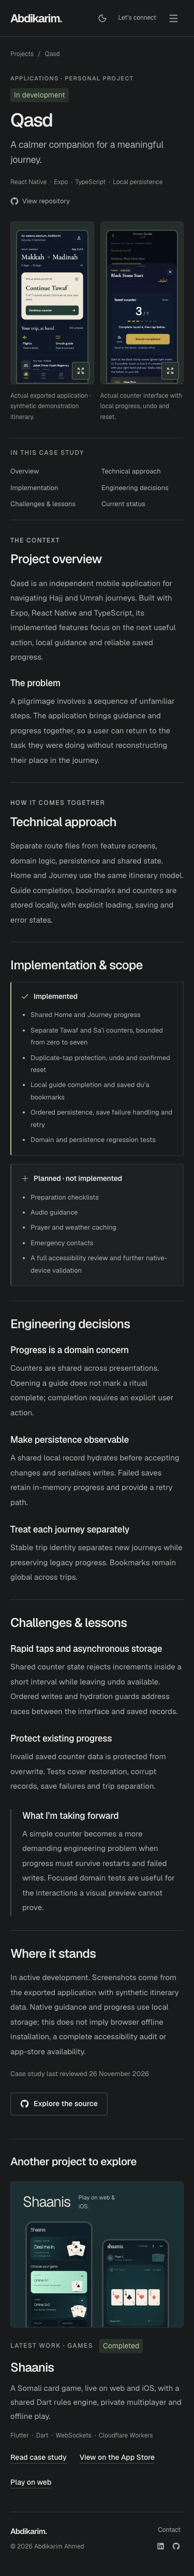 Abdikarim.
Let's connect
Projects / Qasd
APPLICATIONS · PERSONAL PROJECT
In development
Qasd
A calmer companion for a meaningful
journey.
React Native · Expo · TypeScript · Local persistence
View repository
Makkah · Madinah
Continue Tawaf
Continue counter
Your trip, at hand
Black Stone Start
Tawaf counter
3 / 7
Actual exported application ·
synthetic demonstration
itinerary.
Actual counter interface with
local progress, undo and
reset.
IN THIS CASE STUDY
Overview
Technical approach
Implementation
Engineering decisions
Challenges & lessons
Current status
THE CONTEXT
Project overview
Qasd is an independent mobile application for
navigating Hajj and Umrah journeys. Built with
Expo, React Native and TypeScript, its
implemented features focus on the next useful
action, local guidance and reliable saved
progress.
The problem
A pilgrimage involves a sequence of unfamiliar
steps. The application brings guidance and
progress together, so a user can return to the
task they were doing without reconstructing
their place in the journey.
HOW IT COMES TOGETHER
Technical approach
Separate route files from feature screens,
domain logic, persistence and shared state.
Home and Journey use the same itinerary model.
Guide completion, bookmarks and counters are
stored locally, with explicit loading, saving and
error states.
Implementation & scope
Implemented
• Shared Home and Journey progress
• Separate Tawaf and Sa'i counters, bounded
from zero to seven
• Duplicate-tap protection, undo and confirmed
reset
• Local guide completion and saved du'a
bookmarks
• Ordered persistence, save failure handling and
retry
• Domain and persistence regression tests
Planned · not implemented
• Preparation checklists
• Audio guidance
• Prayer and weather caching
• Emergency contacts
• A full accessibility review and further native-
device validation
Engineering decisions
Progress is a domain concern
Counters are shared across presentations.
Opening a guide does not mark a ritual
complete; completion requires an explicit user
action.
Make persistence observable
A shared local record hydrates before accepting
changes and serialises writes. Failed saves
retain in-memory progress and provide a retry
path.
Treat each journey separately
Stable trip identity separates new journeys while
preserving legacy progress. Bookmarks remain
global across trips.
Challenges & lessons
Rapid taps and asynchronous storage
Shared counter state rejects increments inside a
short interval while leaving undo available.
Ordered writes and hydration guards address
races between the interface and saved records.
Protect existing progress
Invalid saved counter data is protected from
overwrite. Tests cover restoration, corrupt
records, save failures and trip separation.
What I'm taking forward
A simple counter becomes a more
demanding engineering problem when
progress must survive restarts and failed
writes. Focused domain tests are useful for
interactions a visual preview cannot
prove.
Where it stands
In active development. Screenshots come from
the exported application with synthetic itinerary
data. Native guidance and progress use local
storage; this does not imply browser offline
installation, a complete accessibility audit or
app-store availability.
Case study last reviewed 26 November 2026
Explore the source
Another project to explore
Shaanis
Play on web &
iOS.
LATEST WORK · GAMES
Completed
Shaanis
A Somali card game, live on web and iOS, with a
shared Dart rules engine, private multiplayer and
offline play.
Flutter · Dart · WebSockets · Cloudflare Workers
Read case study
View on the App Store
Play on web
Abdikarim.
Contact
© 2026 Abdikarim Ahmed